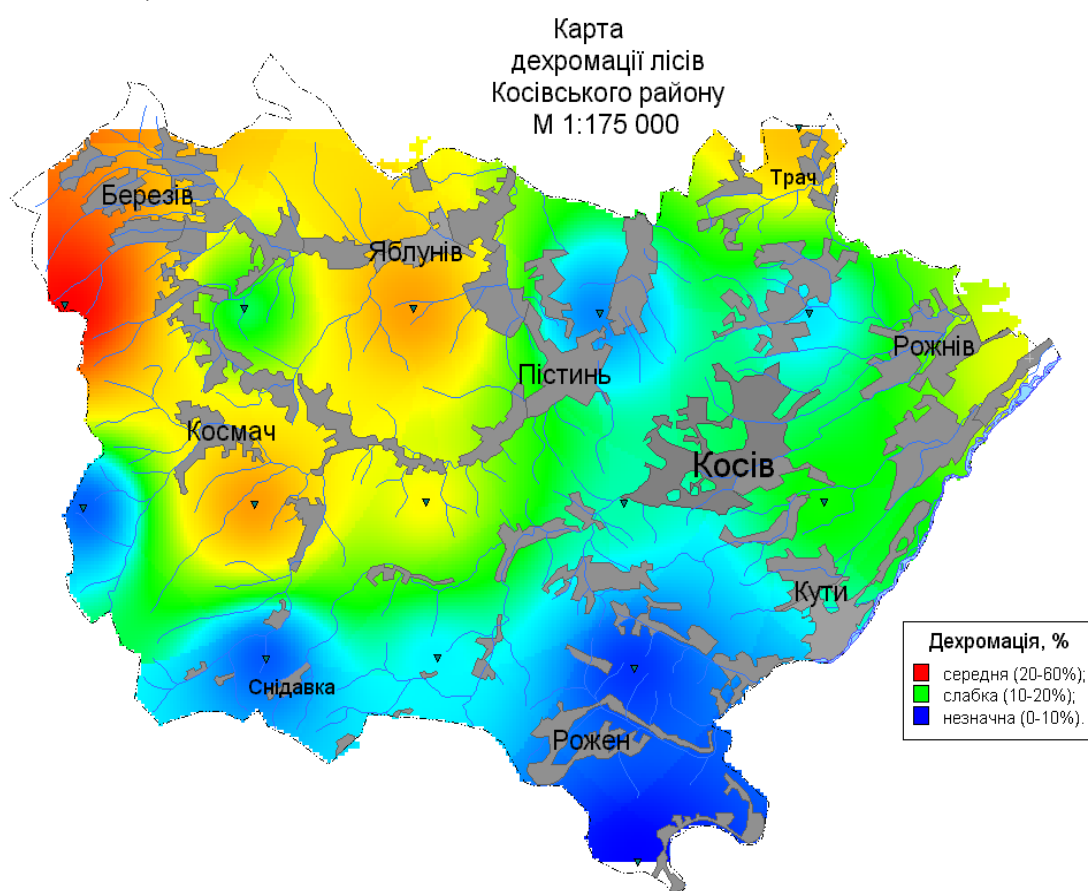 Карта
дехромації лісів
Косівського району
М 1:175 000
Трач
Березів
Яблунів
Рожнів
Пістинь
Космач
Косів
Кути
Снідавка
Рожен
Дехромація, %
середня (20-60%);
слабка (10-20%);
незначна (0-10%).